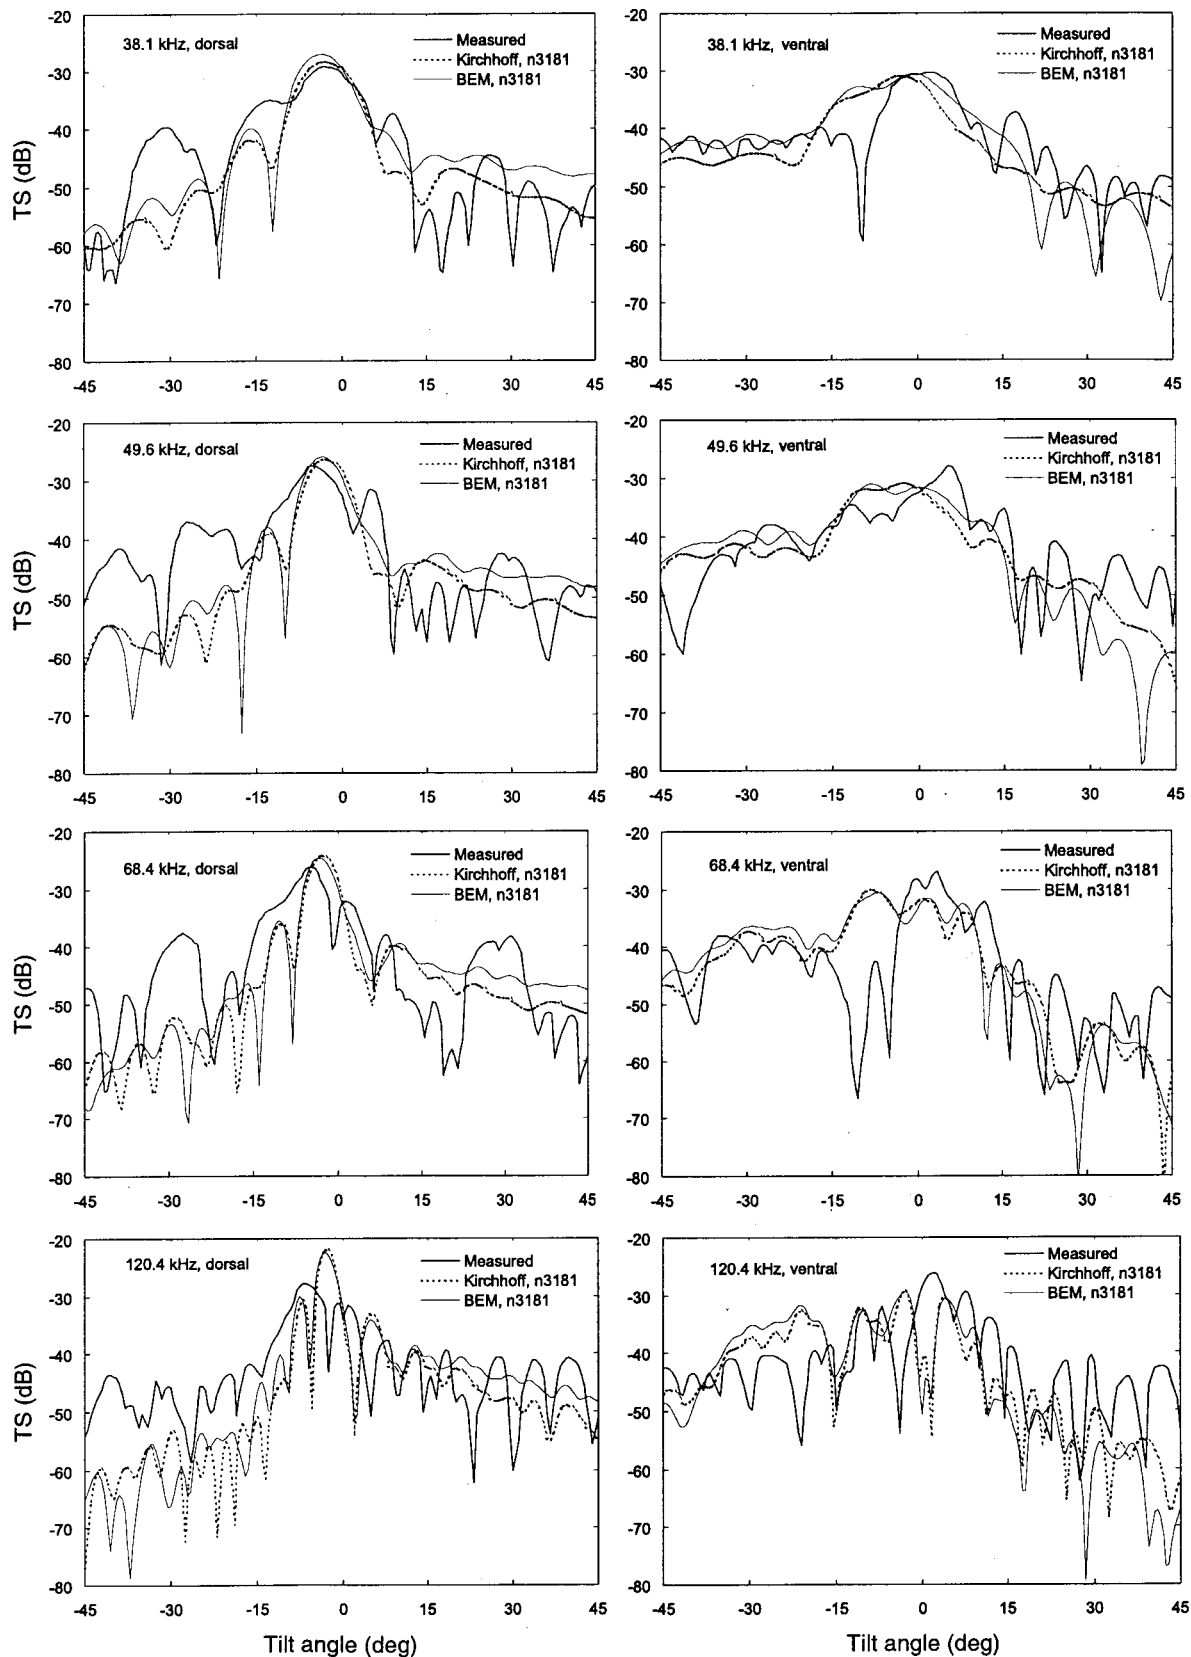 38.1 kHz, dorsal
Measured
Kirchhoff, n3181
BEM, n3181
TS (dB)
-20
-30
-40
-50
-60
-70
-80
-45 -30 -15 0 15 30 45
38.1 kHz, ventral
Measured
Kirchhoff, n3181
BEM, n3181
-20
-30
-40
-50
-60
-70
-80
-45 -30 -15 0 15 30 45
49.6 kHz, dorsal
Measured
Kirchhoff, n3181
BEM, n3181
TS (dB)
-20
-30
-40
-50
-60
-70
-80
-45 -30 -15 0 15 30 45
49.6 kHz, ventral
Measured
Kirchhoff, n3181
BEM, n3181
-20
-30
-40
-50
-60
-70
-80
-45 -30 -15 0 15 30 45
68.4 kHz, dorsal
Measured
Kirchhoff, n3181
BEM, n3181
TS (dB)
-20
-30
-40
-50
-60
-70
-80
-45 -30 -15 0 15 30 45
68.4 kHz, ventral
Measured
Kirchhoff, n3181
BEM, n3181
-20
-30
-40
-50
-60
-70
-80
-45 -30 -15 0 15 30 45
120.4 kHz, dorsal
Measured
Kirchhoff, n3181
BEM, n3181
TS (dB)
-20
-30
-40
-50
-60
-70
-80
-45 -30 -15 0 15 30 45
Tilt angle (deg)
120.4 kHz, ventral
Measured
Kirchhoff, n3181
BEM, n3181
-20
-30
-40
-50
-60
-70
-80
-45 -30 -15 0 15 30 45
Tilt angle (deg)